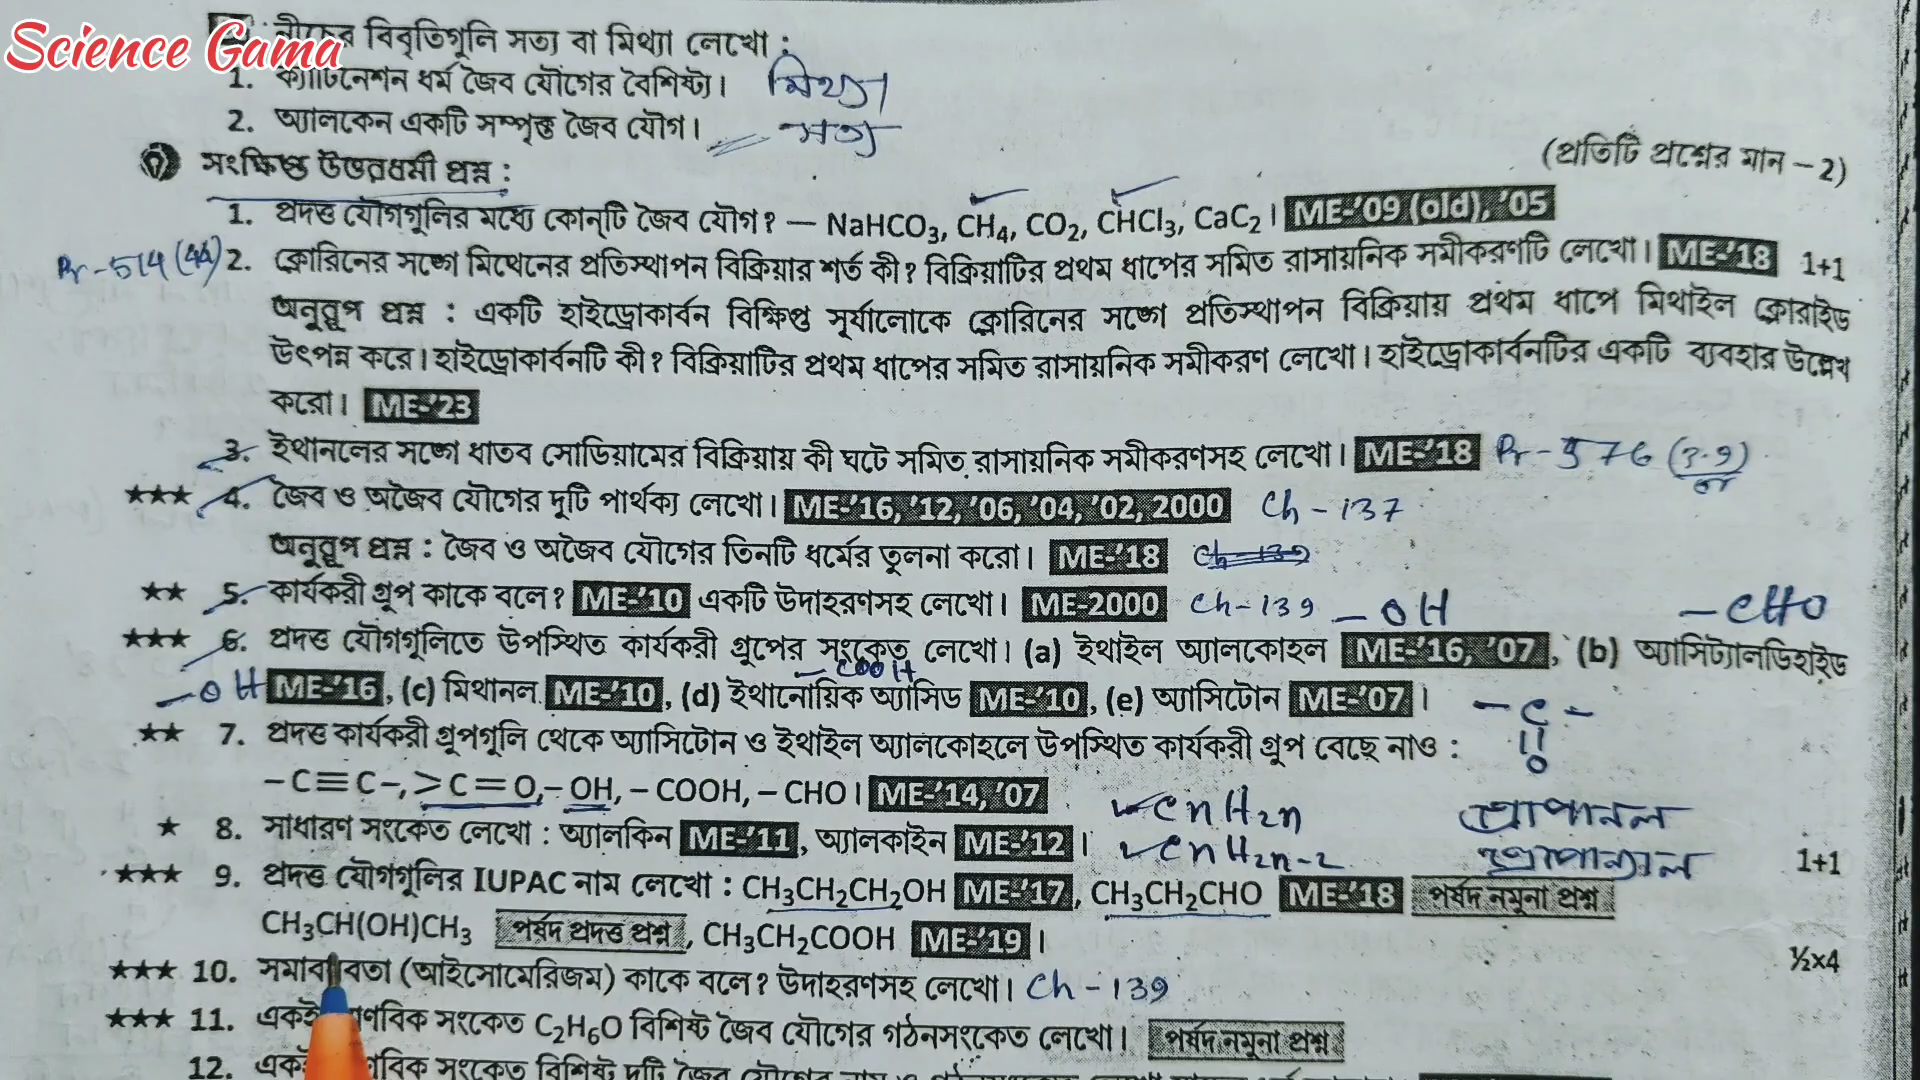 Science Gama
নীচের বিবৃতিগুলি সত্য বা মিথ্যা লেখো :
1. ক্যাটিনেশন ধর্ম জৈব যৌগের বৈশিষ্ট্য। মিথ্যা
2. অ্যালকেন একটি সম্পৃক্ত জৈব যৌগ। সত্য
সংক্ষিপ্ত উত্তরধর্মী প্রশ্ন : (প্রতিটি প্রশ্নের মান – 2)
1. প্রদত্ত যৌগগুলির মধ্যে কোন্‌টি জৈব যৌগ? — NaHCO₃, CH₄, CO₂, CHCl₃, CaC₂। ME-'09 (old), '05
Pr - 514 (44) 2. ক্লোরিনের সঙ্গে মিথেনের প্রতিস্থাপন বিক্রিয়ার শর্ত কী? বিক্রিয়াটির প্রথম ধাপের সমিত রাসায়নিক সমীকরণটি লেখো। ME-'18 1+1
অনুরূপ প্রশ্ন : একটি হাইড্রোকার্বন বিক্ষিপ্ত সূর্যালোকে ক্লোরিনের সঙ্গে প্রতিস্থাপন বিক্রিয়ায় প্রথম ধাপে মিথাইল ক্লোরাইড
উৎপন্ন করে। হাইড্রোকার্বনটি কী? বিক্রিয়াটির প্রথম ধাপের সমিত রাসায়নিক সমীকরণ লেখো। হাইড্রোকার্বনটির একটি ব্যবহার উল্লেখ
করো। ME-'23
3. ইথানলের সঙ্গে ধাতব সোডিয়ামের বিক্রিয়ায় কী ঘটে সমিত রাসায়নিক সমীকরণসহ লেখো। ME-'18 Pr - 576
★★★ 4. জৈব ও অজৈব যৌগের দুটি পার্থক্য লেখো। ME-'16, '12, '06, '04, '02, 2000 Ch - 137
অনুরূপ প্রশ্ন : জৈব ও অজৈব যৌগের তিনটি ধর্মের তুলনা করো। ME-'18
★★ 5. কার্যকরী গ্রুপ কাকে বলে? ME-'10 একটি উদাহরণসহ লেখো। ME-2000 Ch - 139 – OH – CHO
★★★ 6. প্রদত্ত যৌগগুলিতে উপস্থিত কার্যকরী গ্রুপের সংকেত লেখো। (a) ইথাইল অ্যালকোহল ME-'16, '07, (b) অ্যাসিট্যালডিহাইড
– COOH
– OH ME-'16, (c) মিথানল ME-'10, (d) ইথানোয়িক অ্যাসিড ME-'10, (e) অ্যাসিটোন ME-'07। – C –
||
O
★★ 7. প্রদত্ত কার্যকরী গ্রুপগুলি থেকে অ্যাসিটোন ও ইথাইল অ্যালকোহলে উপস্থিত কার্যকরী গ্রুপ বেছে নাও :
– C≡C –, >C=O, – OH, – COOH, – CHO। ME-'14, '07
CnH2n প্রোপানল
★ 8. সাধারণ সংকেত লেখো : অ্যালকিন ME-'11, অ্যালকাইন ME-'12। CnH2n-2 প্রোপান্যাল 1+1
★★★ 9. প্রদত্ত যৌগগুলির IUPAC নাম লেখো : CH₃CH₂CH₂OH ME-'17, CH₃CH₂CHO ME-'18 পর্ষদ নমুনা প্রশ্ন
CH₃CH(OH)CH₃ পর্ষদ প্রদত্ত প্রশ্ন, CH₃CH₂COOH ME-'19। ½×4
★★★ 10. (আইসোমেরিজম) কাকে বলে? উদাহরণসহ লেখো। Ch - 139
★★★ 11. সংকেত C₂H₆O বিশিষ্ট জৈব যৌগের গঠনসংকেত লেখো। পর্ষদ নমুনা প্রশ্ন
12. সংকেত বিশিষ্ট দুটি জৈব যৌগের